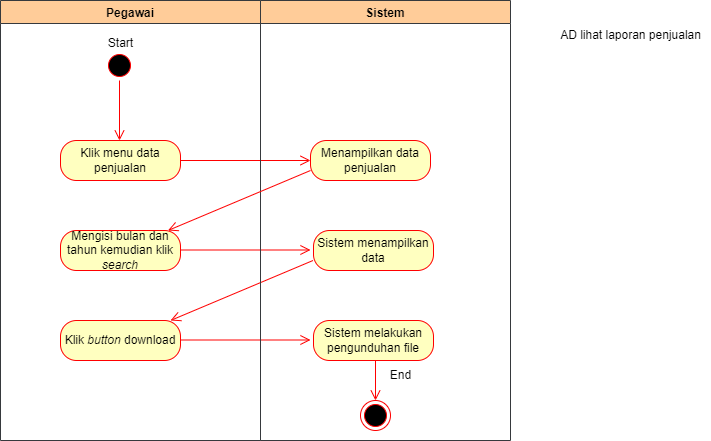 Pegawai
Sistem
AD lihat laporan penjualan
Start
Klik menu data
penjualan
Menampilkan data
penjualan
Mengisi bulan dan
tahun kemudian klik
search
Sistem menampilkan
data
Klik button download
Sistem melakukan
pengunduhan file
End